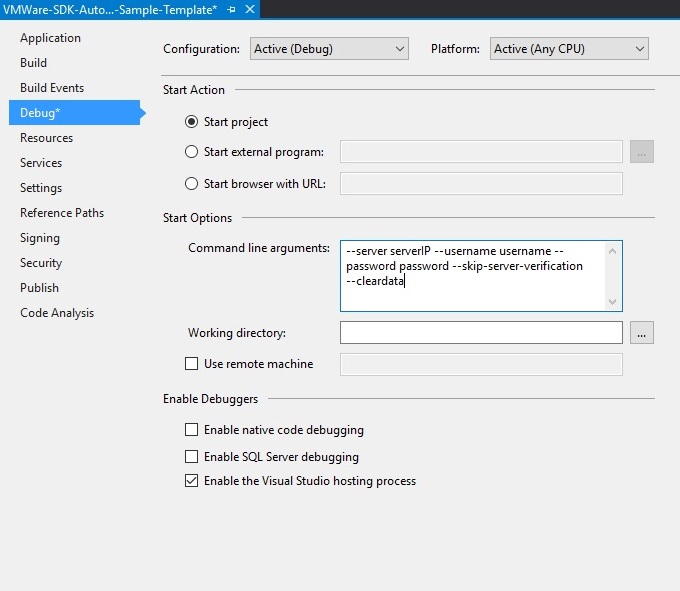 VMWare-SDK-Auto...-Sample-Template*
Application
Build
Build Events
Debug*
Resources
Services
Settings
Reference Paths
Signing
Security
Publish
Code Analysis
Configuration: Active (Debug) Platform: Active (Any CPU)
Start Action
Start project
Start external program: ...
Start browser with URL:
Start Options
Command line arguments: --server serverIP --username username --
password password --skip-server-verification
--cleardata
Working directory: ...
Use remote machine
Enable Debuggers
Enable native code debugging
Enable SQL Server debugging
Enable the Visual Studio hosting process